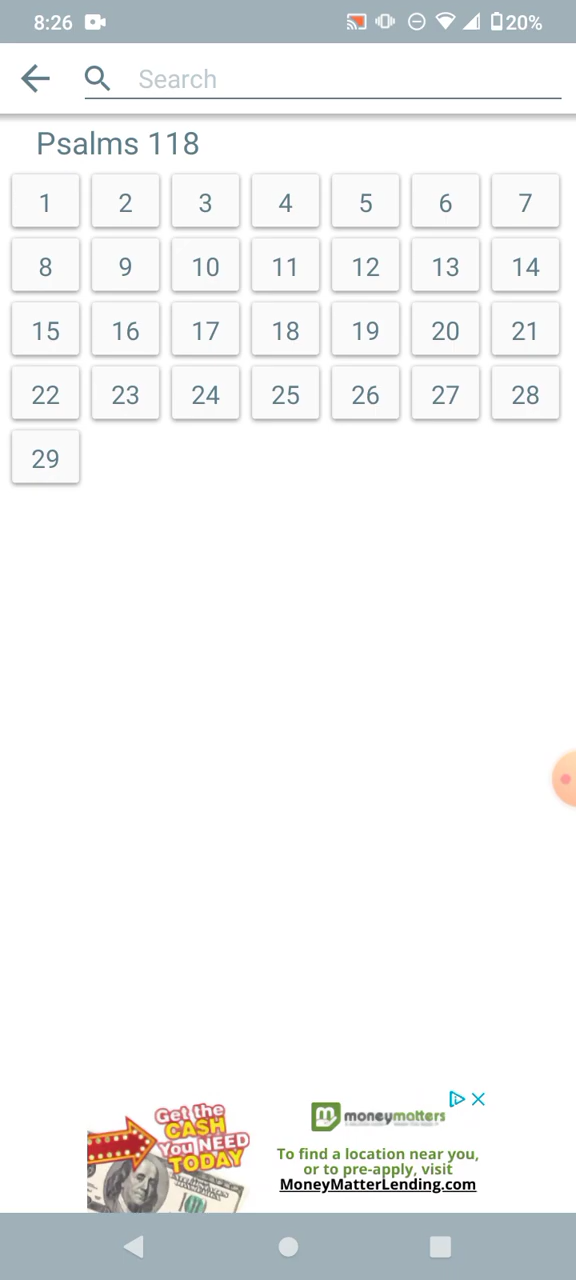 8:26 20%
Search
Psalms 118
1 2 3 4 5 6 7
8 9 10 11 12 13 14
15 16 17 18 19 20 21
22 23 24 25 26 27 28
29
Get the
CASH
You NEED
TODAY
m moneymatters
To find a location near you,
or to pre-apply, visit
MoneyMatterLending.com